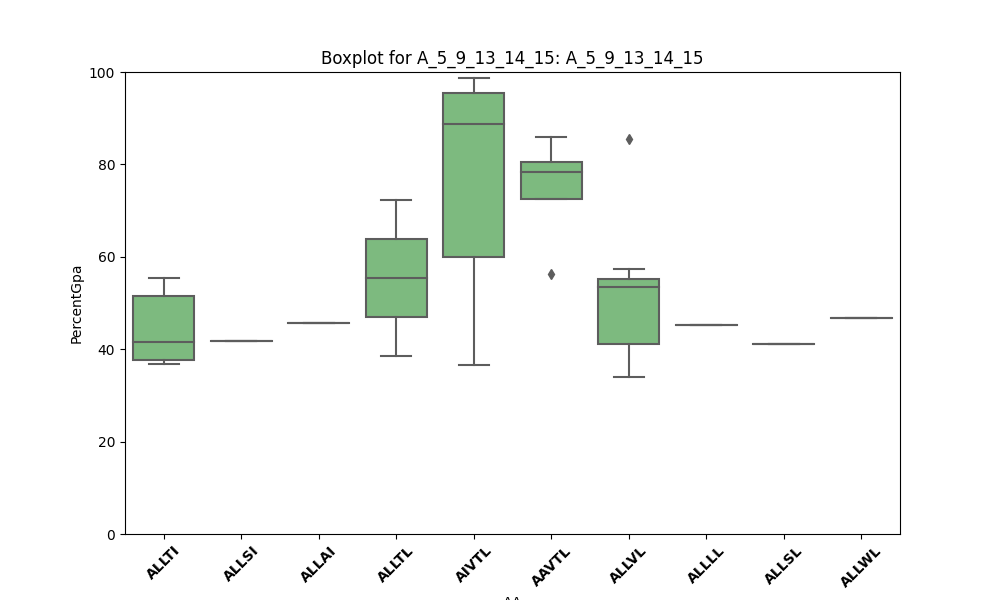 Boxplot for A_5_9_13_14_15: A_5_9_13_14_15
PercentGpa
100
80
60
40
20
0
ALLTI
ALLSI
ALLAI
ALLTL
AIVTL
AAVTL
ALLVL
ALLLL
ALLSL
ALLWL